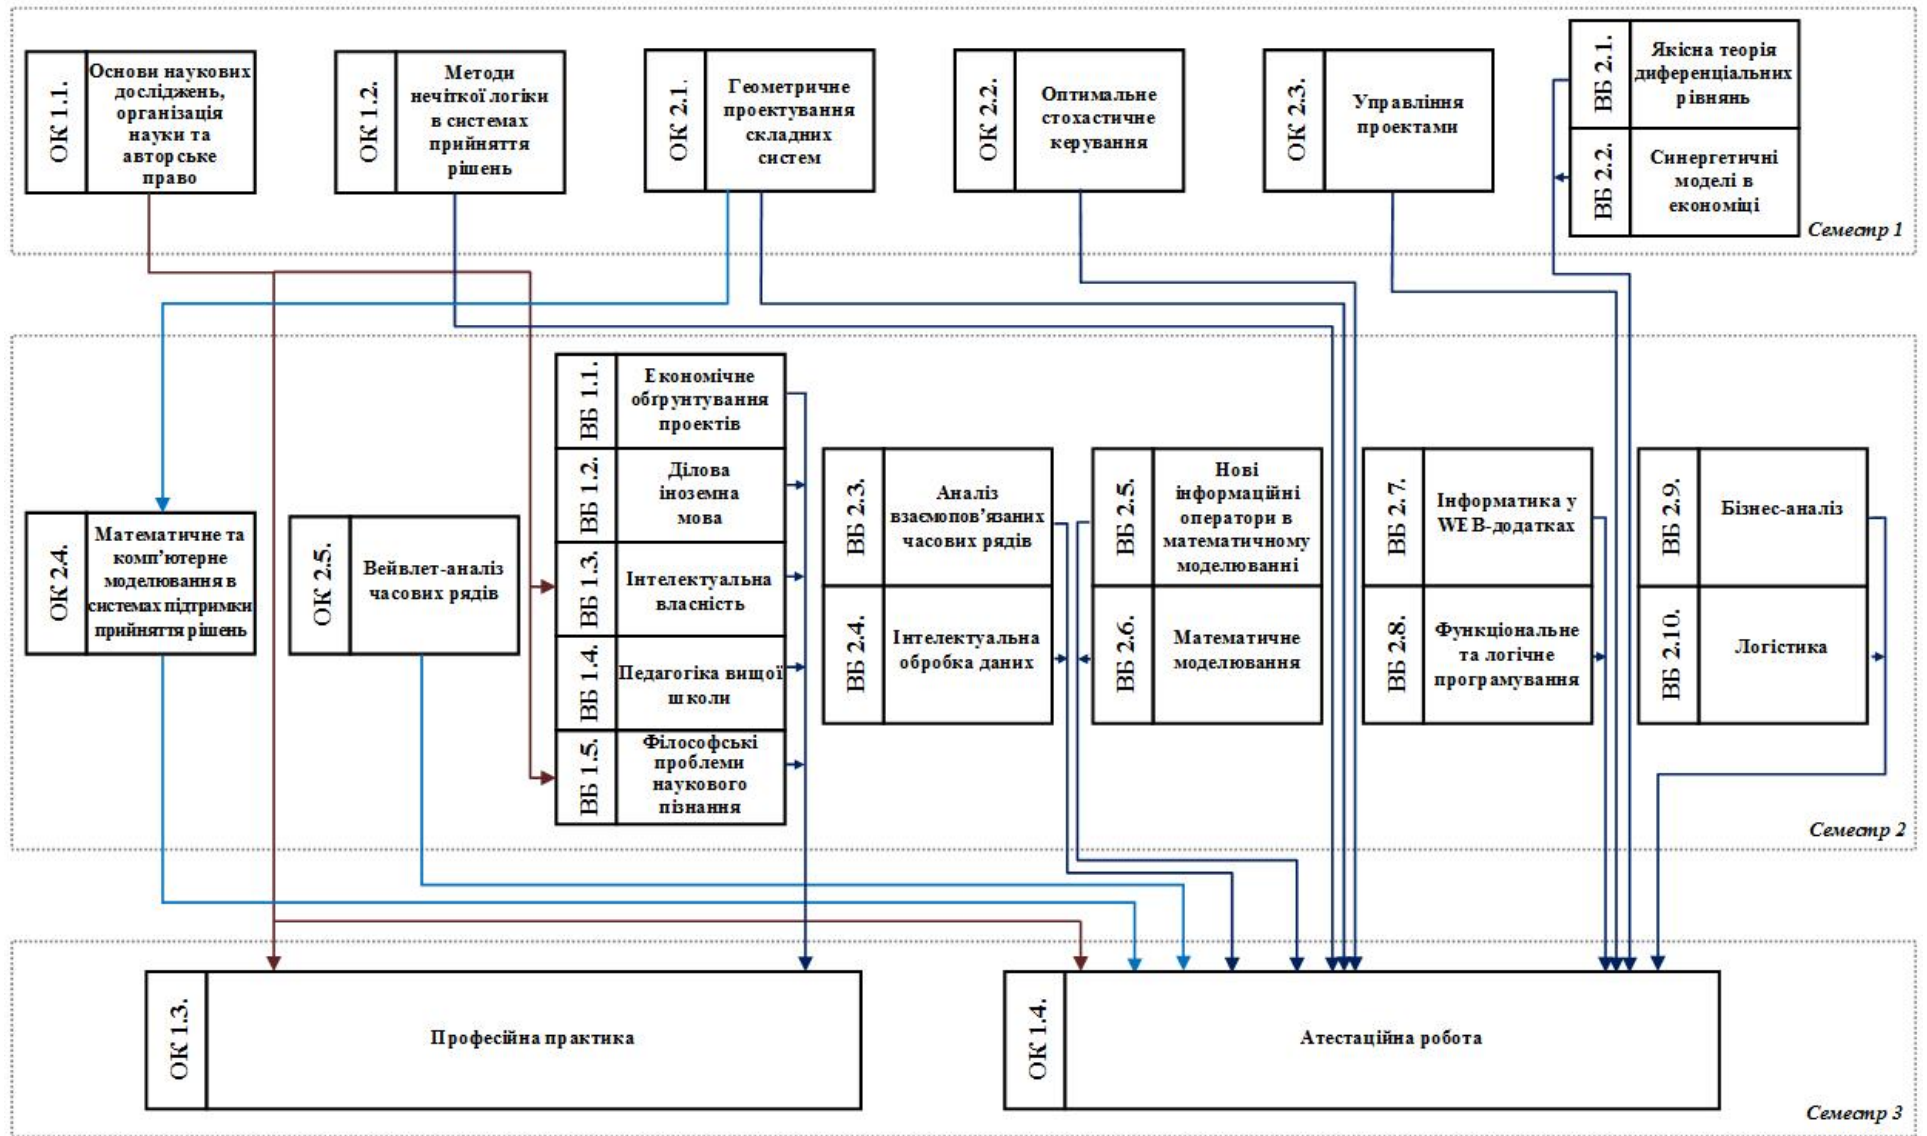 ОК 1.1.
Основи наукових
досліджень,
організація
науки та
авторське
право
ОК 1.2.
Методи
нечіткої логіки
в системах
прийняття
рішень
ОК 2.1.
Геометричне
проектування
складних
систем
ОК 2.2.
Оптимальне
стохастичне
керування
ОК 2.3.
Управління
проектами
ВБ 2.1.
Якісна теорія
диференціальних
рівнянь
ВБ 2.2.
Синергетичні
моделі в
економіці
Семестр 1
ОК 2.4.
Математичне та
комп’ютерне
моделювання в
системах підтримки
прийняття рішень
ОК 2.5.
Вейвлет-аналіз
часових рядів
ВБ 1.1.
Економічне
обґрунтування
проектів
ВБ 1.2.
Ділова
іноземна
мова
ВБ 1.3.
Інтелектуальна
власність
ВБ 1.4.
Педагогіка вищої
школи
ВБ 1.5.
Філософські
проблеми
наукового
пізнання
ВБ 2.3.
Аналіз
взаємопов’язаних
часових рядів
ВБ 2.4.
Інтелектуальна
обробка даних
ВБ 2.5.
Нові
інформаційні
оператори в
математичному
моделюванні
ВБ 2.6.
Математичне
моделювання
ВБ 2.7.
Інформатика у
WEB-додатках
ВБ 2.8.
Функціональне
та логічне
програмування
ВБ 2.9.
Бізнес-аналіз
ВБ 2.10.
Логістика
Семестр 2
ОК 1.3.
Професійна практика
ОК 1.4.
Атестаційна робота
Семестр 3